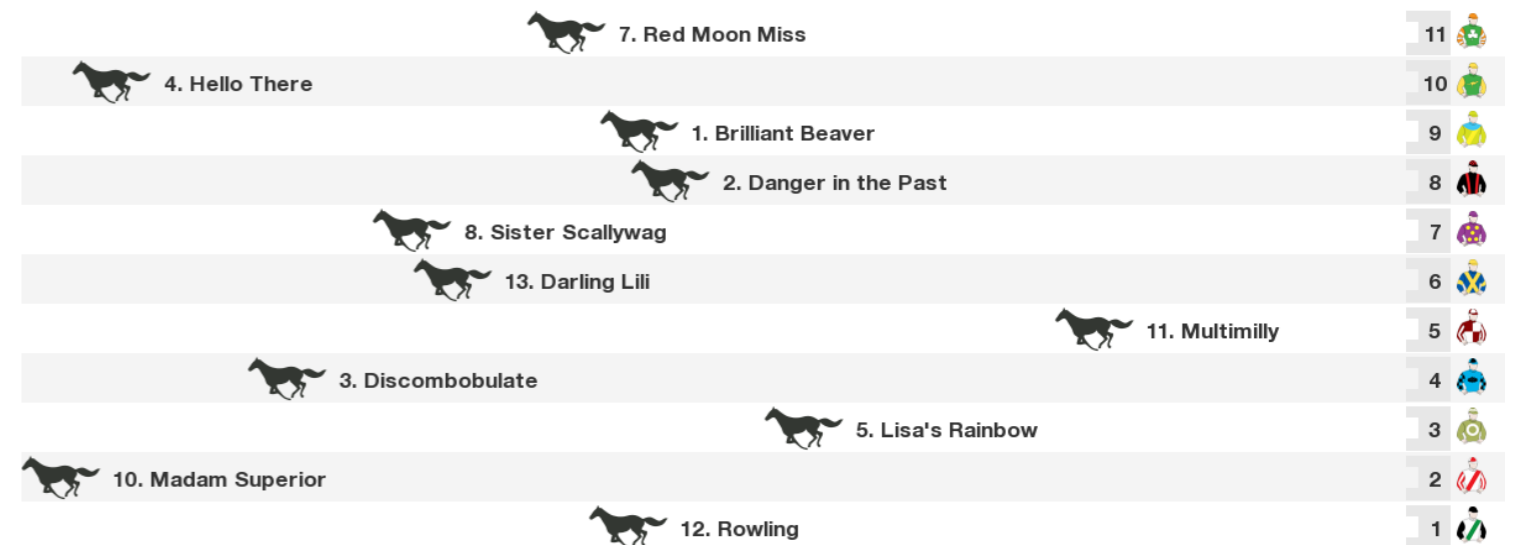 7. Red Moon Miss 11
4. Hello There 10
1. Brilliant Beaver 9
2. Danger in the Past 8
8. Sister Scallywag 7
13. Darling Lili 6
11. Multimilly 5
3. Discombobulate 4
5. Lisa's Rainbow 3
10. Madam Superior 2
12. Rowling 1